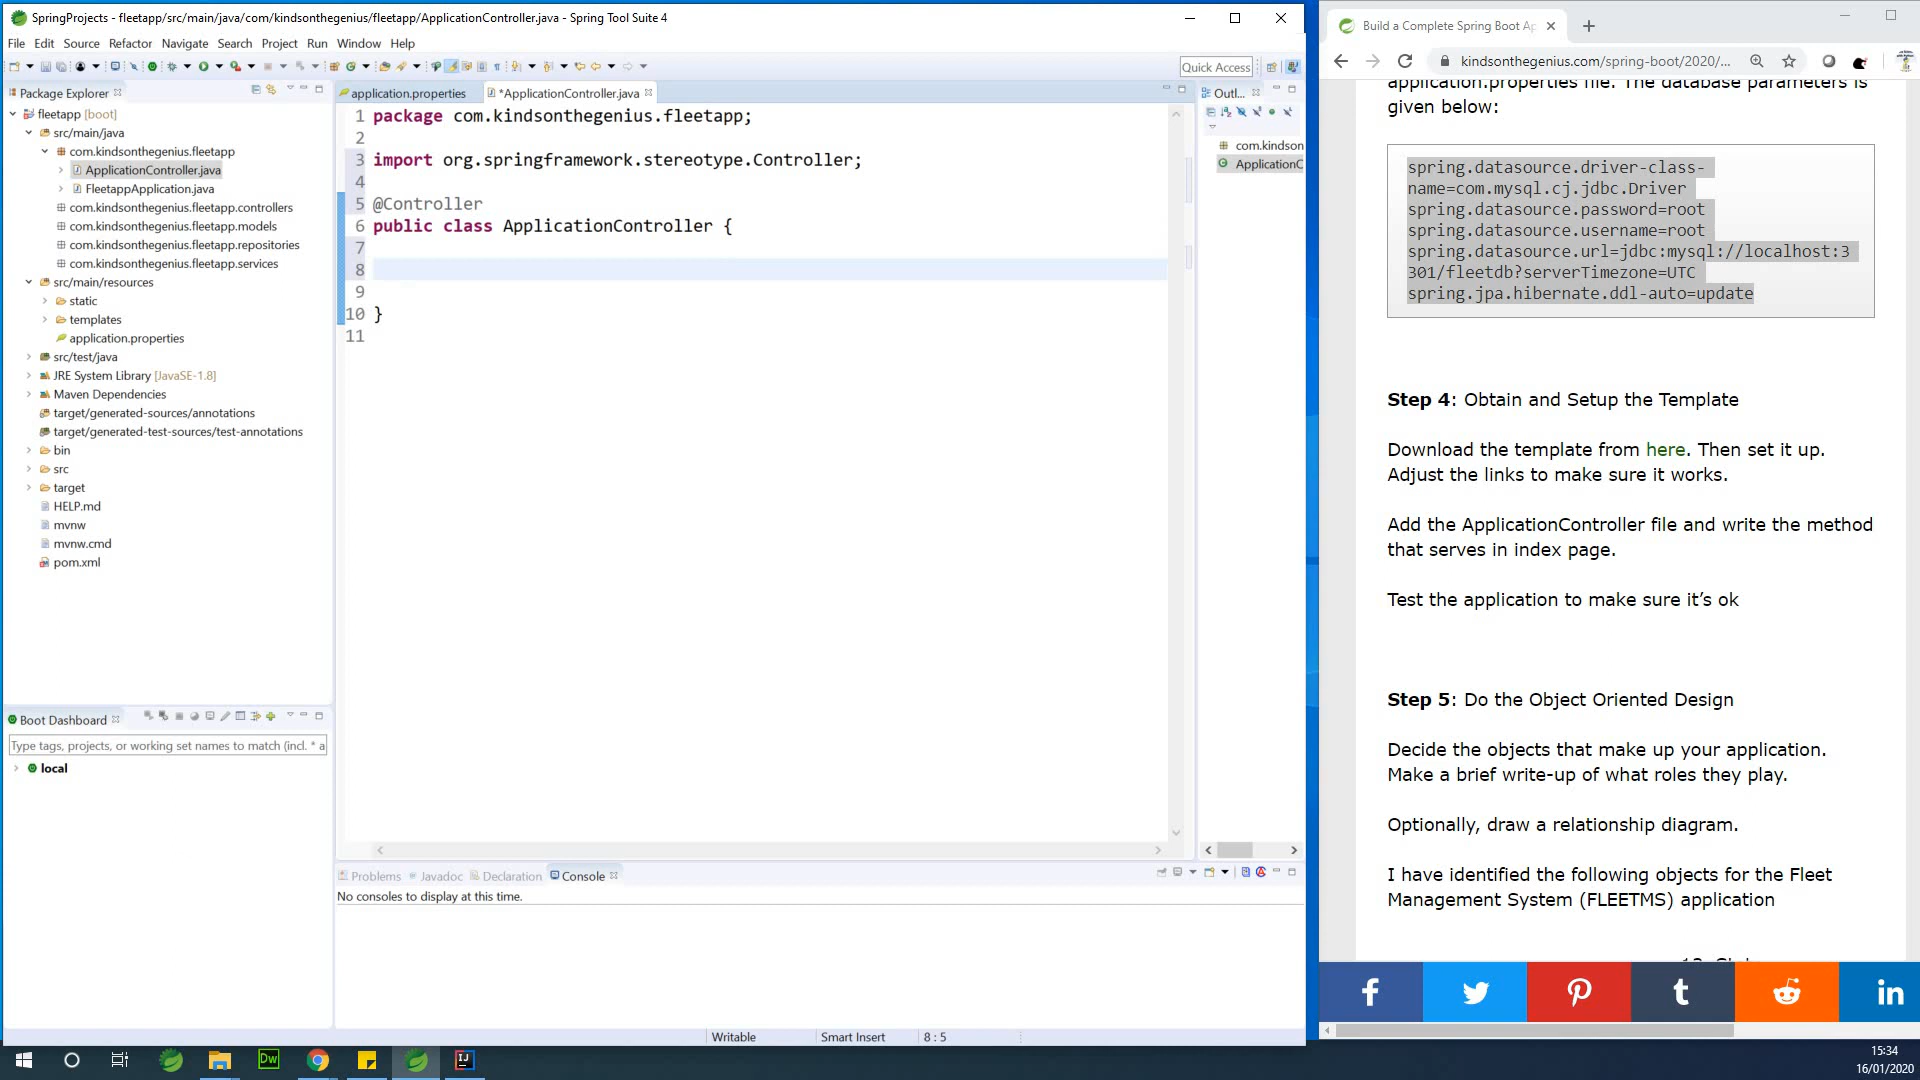 SpringProjects - fleetapp/src/main/java/com/kindsonthegenius/fleetapp/ApplicationController.java - Spring Tool Suite 4
File Edit Source Refactor Navigate Search Project Run Window Help
Quick Access
Package Explorer
fleetapp [boot]
src/main/java
com.kindsonthegenius.fleetapp
ApplicationController.java
FleetappApplication.java
com.kindsonthegenius.fleetapp.controllers
com.kindsonthegenius.fleetapp.models
com.kindsonthegenius.fleetapp.repositories
com.kindsonthegenius.fleetapp.services
src/main/resources
static
templates
application.properties
src/test/java
JRE System Library [JavaSE-1.8]
Maven Dependencies
target/generated-sources/annotations
target/generated-test-sources/test-annotations
bin
src
target
HELP.md
mvnw
mvnw.cmd
pom.xml
Boot Dashboard
Type tags, projects, or working set names to match (incl. * a
local
application.properties
*ApplicationController.java
1 package com.kindsonthegenius.fleetapp;
2
3 import org.springframework.stereotype.Controller;
4
5 @Controller
6 public class ApplicationController {
7
8
9
10 }
11
Outl...
com.kindson
ApplicationC
Problems Javadoc Declaration Console
No consoles to display at this time.
Writable Smart Insert 8 : 5
Build a Complete Spring Boot Ap
kindsonthegenius.com/spring-boot/2020/...
application.properties file. The database parameters is
given below:
spring.datasource.driver-class-
name=com.mysql.cj.jdbc.Driver
spring.datasource.password=root
spring.datasource.username=root
spring.datasource.url=jdbc:mysql://localhost:3
301/fleetdb?serverTimezone=UTC
spring.jpa.hibernate.ddl-auto=update
Step 4: Obtain and Setup the Template
Download the template from here. Then set it up.
Adjust the links to make sure it works.
Add the ApplicationController file and write the method
that serves in index page.
Test the application to make sure it’s ok
Step 5: Do the Object Oriented Design
Decide the objects that make up your application.
Make a brief write-up of what roles they play.
Optionally, draw a relationship diagram.
I have identified the following objects for the Fleet
Management System (FLEETMS) application
f t in
Dw IJ
15:34
16/01/2020